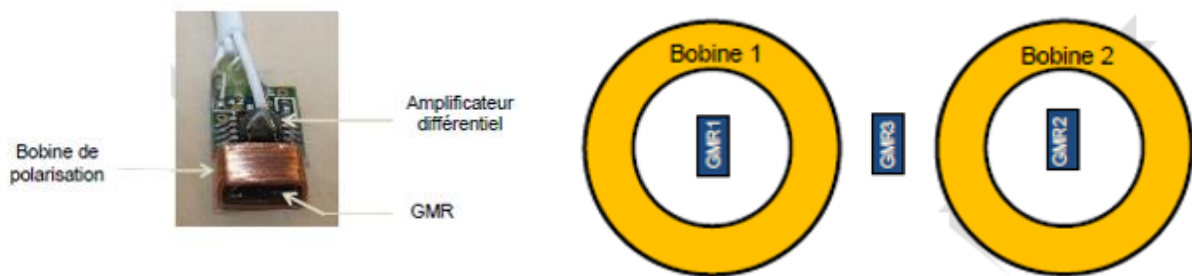 Amplificateur
différentiel
Bobine de
polarisation
GMR
Bobine 1
GMR1
GMR3
Bobine 2
GMR2